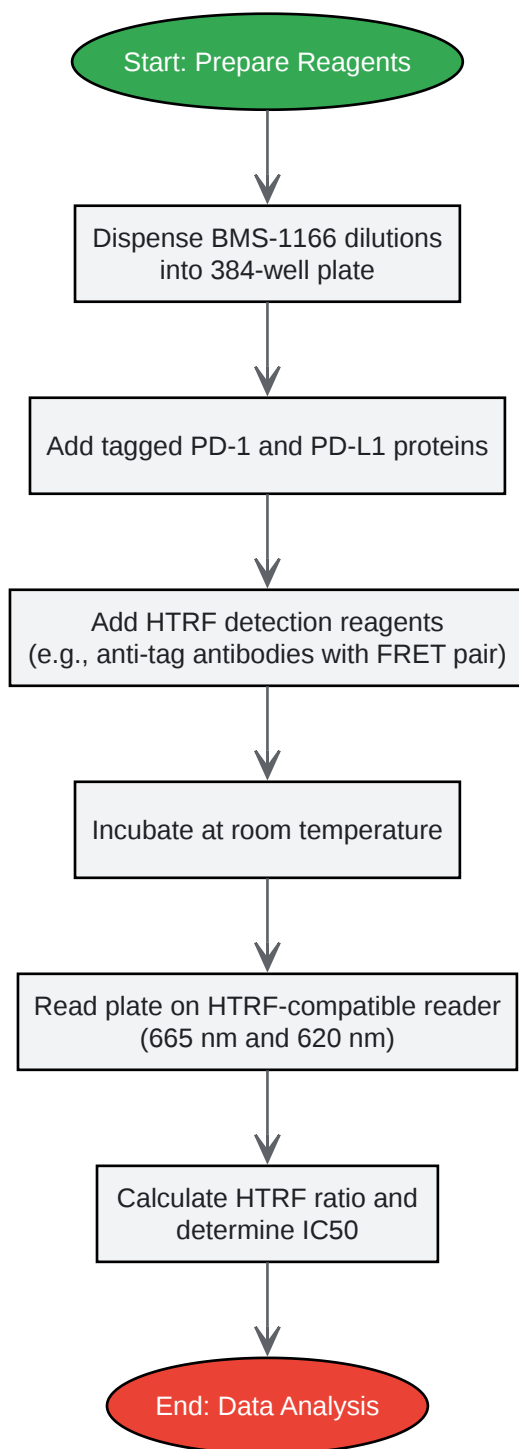 Start: Prepare Reagents
Dispense BMS-1166 dilutions
into 384-well plate
Add tagged PD-1 and PD-L1 proteins
Add HTRF detection reagents
(e.g., anti-tag antibodies with FRET pair)
Incubate at room temperature
Read plate on HTRF-compatible reader
(665 nm and 620 nm)
Calculate HTRF ratio and
determine IC50
End: Data Analysis